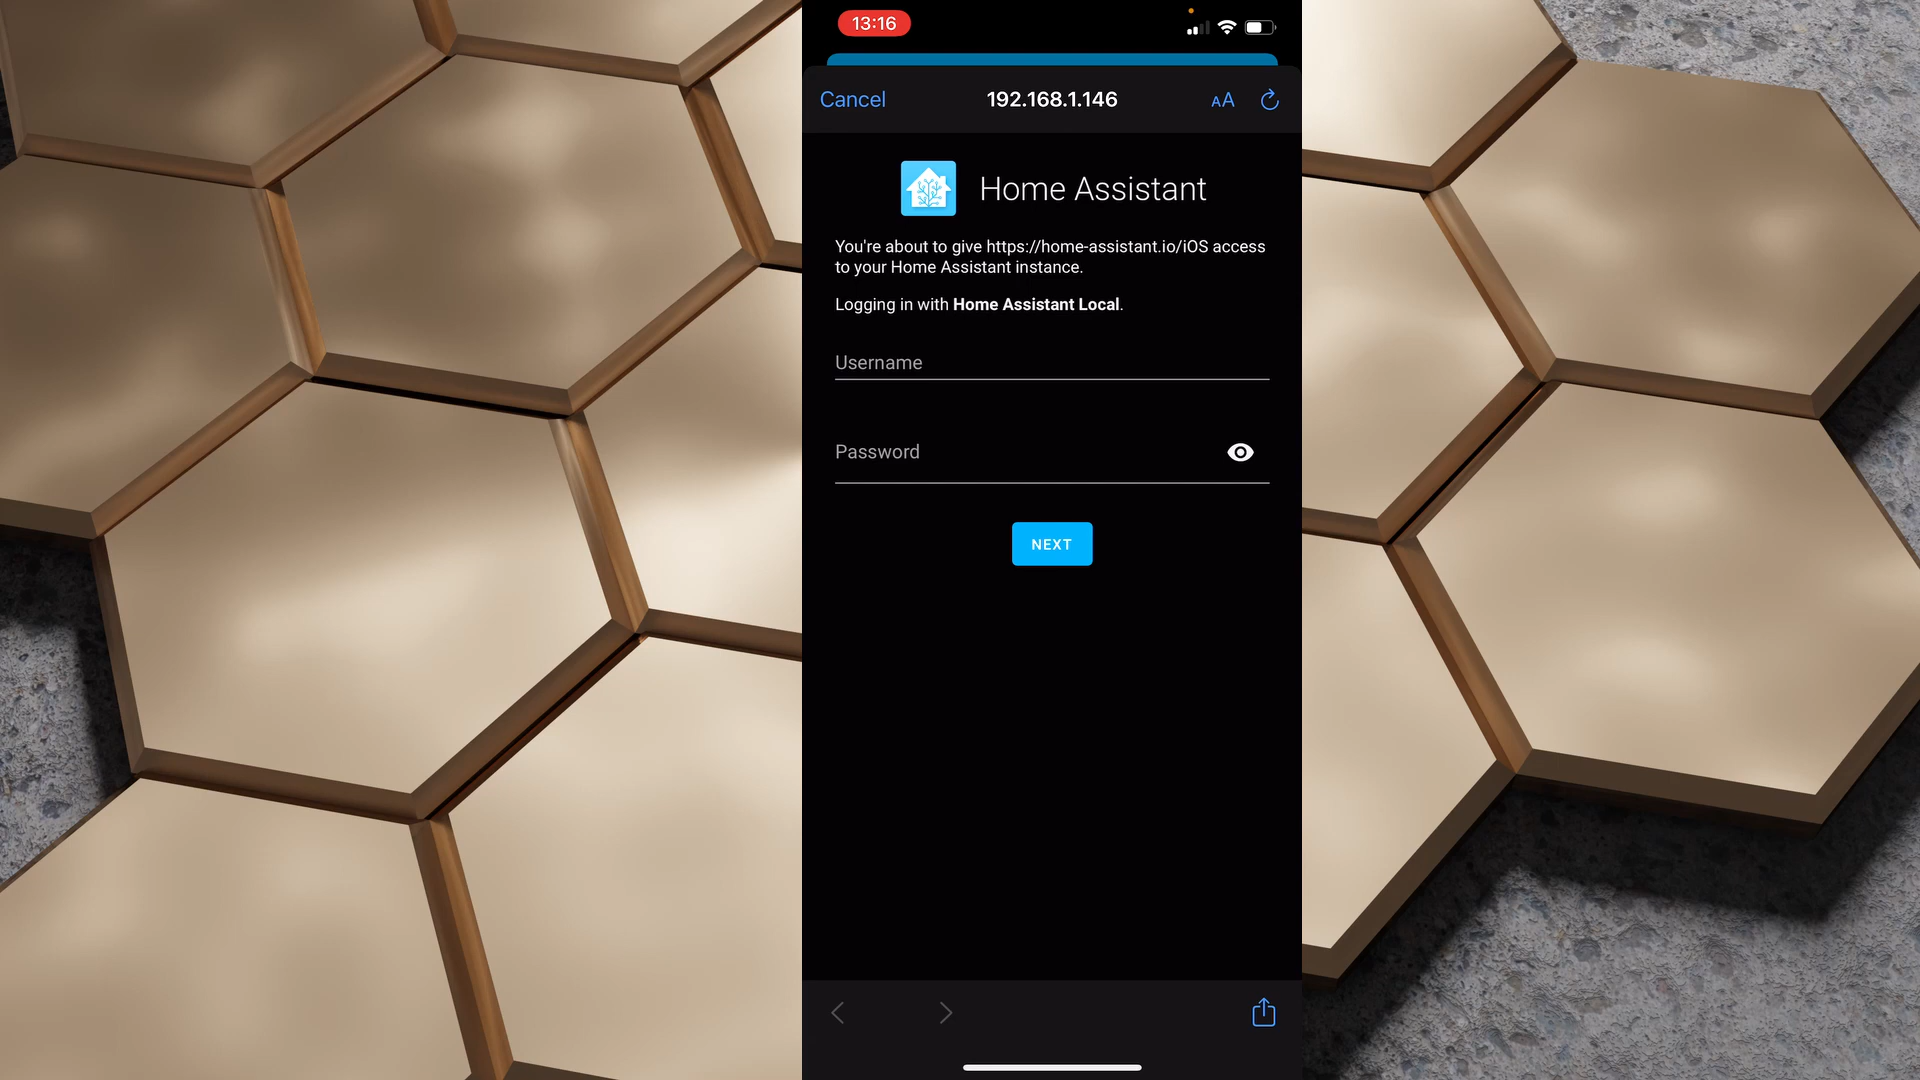 13:16
Cancel
192.168.1.146
AA
Home Assistant
You're about to give https://home-assistant.io/iOS access
to your Home Assistant instance.
Logging in with Home Assistant Local.
Username
Password
NEXT